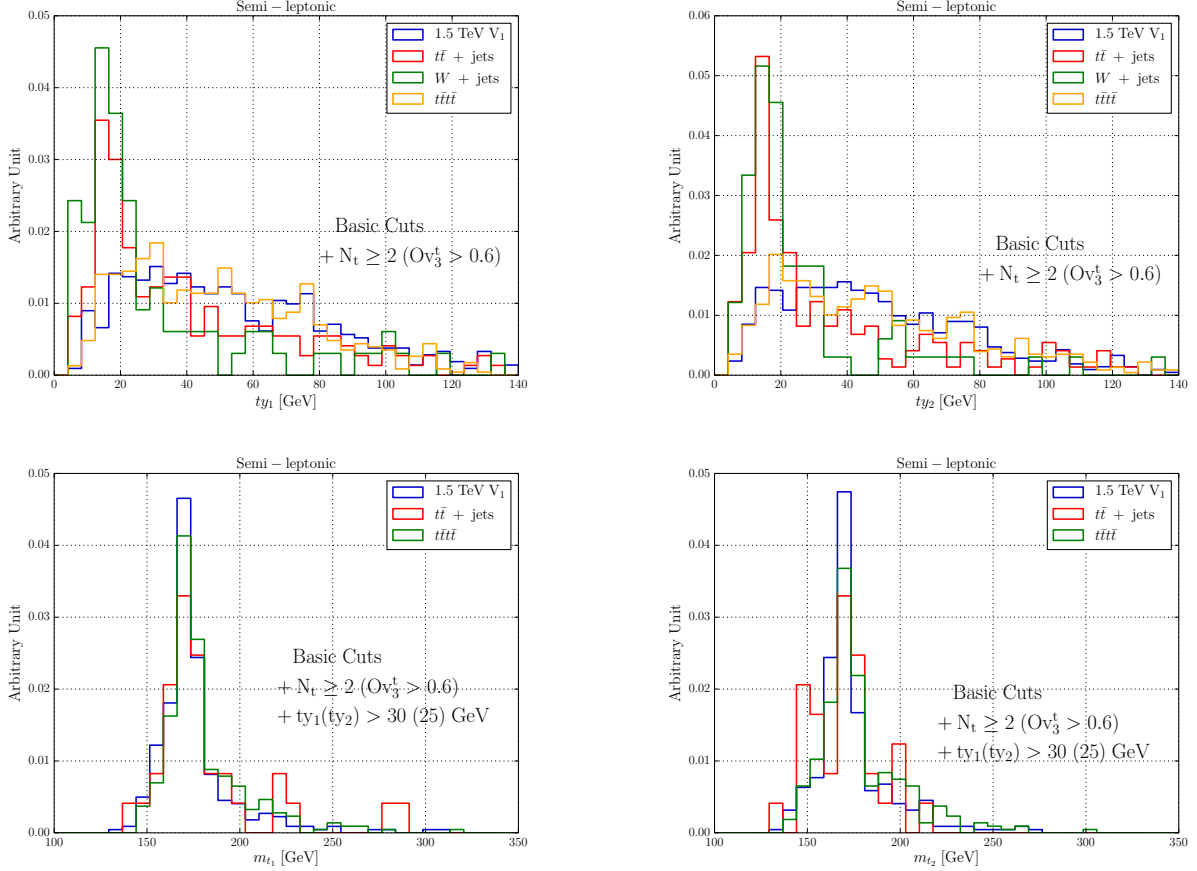 Semi – leptonic
0.05
0.04
0.03
0.02
0.01
0.00
Arbitrary Unit
1.5 TeV V₁
tt̄ + jets
W + jets
tt̄tt̄
Basic Cuts
+ Nₜ ≥ 2 (Ov₃ᵗ > 0.6)
0 20 40 60 80 100 120 140
ty₁ [GeV]
Semi – leptonic
0.06
0.05
0.04
0.03
0.02
0.01
0.00
Arbitrary Unit
1.5 TeV V₁
tt̄ + jets
W + jets
tt̄tt̄
Basic Cuts
+ Nₜ ≥ 2 (Ov₃ᵗ > 0.6)
0 20 40 60 80 100 120 140
ty₂ [GeV]
Semi – leptonic
0.05
0.04
0.03
0.02
0.01
0.00
Arbitrary Unit
1.5 TeV V₁
tt̄ + jets
tt̄tt̄
Basic Cuts
+ Nₜ ≥ 2 (Ov₃ᵗ > 0.6)
+ ty₁(ty₂) > 30 (25) GeV
100 150 200 250 300 350
m_{t₁} [GeV]
Semi – leptonic
0.05
0.04
0.03
0.02
0.01
0.00
Arbitrary Unit
1.5 TeV V₁
tt̄ + jets
tt̄tt̄
Basic Cuts
+ Nₜ ≥ 2 (Ov₃ᵗ > 0.6)
+ ty₁(ty₂) > 30 (25) GeV
100 150 200 250 300 350
m_{t₂} [GeV]